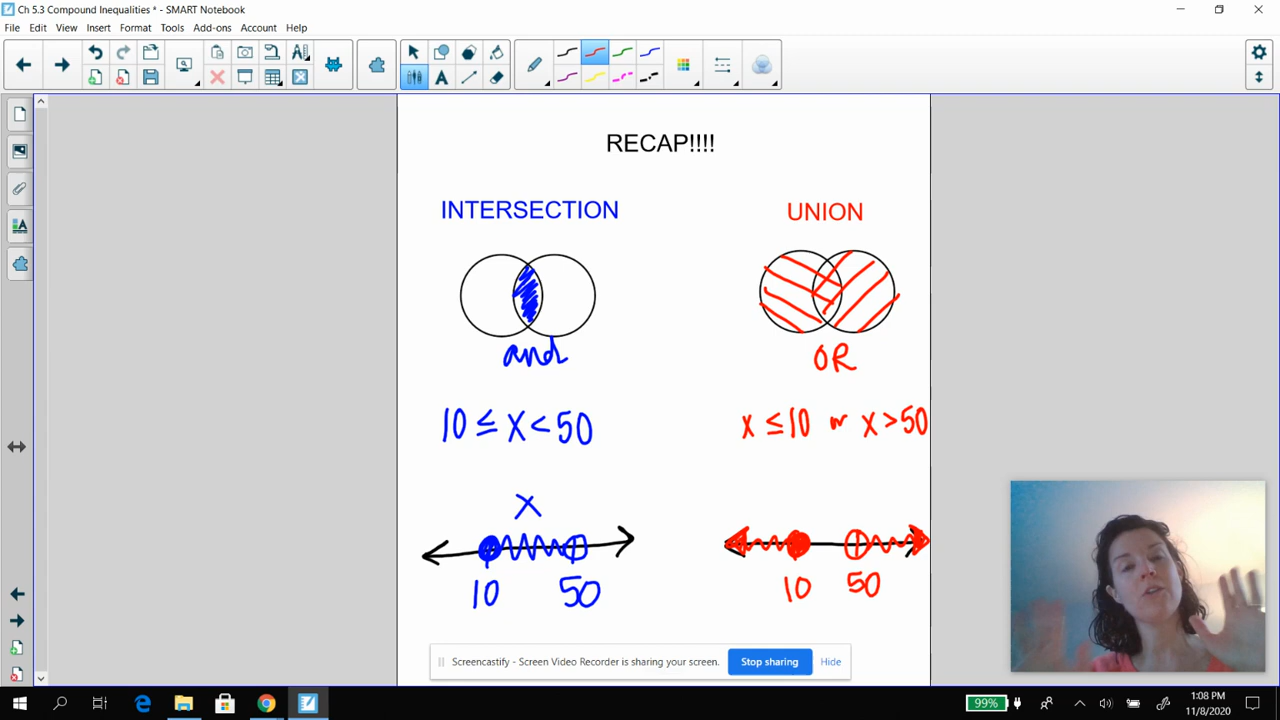 Ch 5.3 Compound Inequalities * - SMART Notebook
File Edit View Insert Format Tools Add-ons Account Help
RECAP!!!!
INTERSECTION
and
10 ≤ x < 50
X
10 50
UNION
OR
x ≤ 10 or x > 50
10 50
Screencastify - Screen Video Recorder is sharing your screen. Stop sharing Hide
99%
1:08 PM
11/8/2020